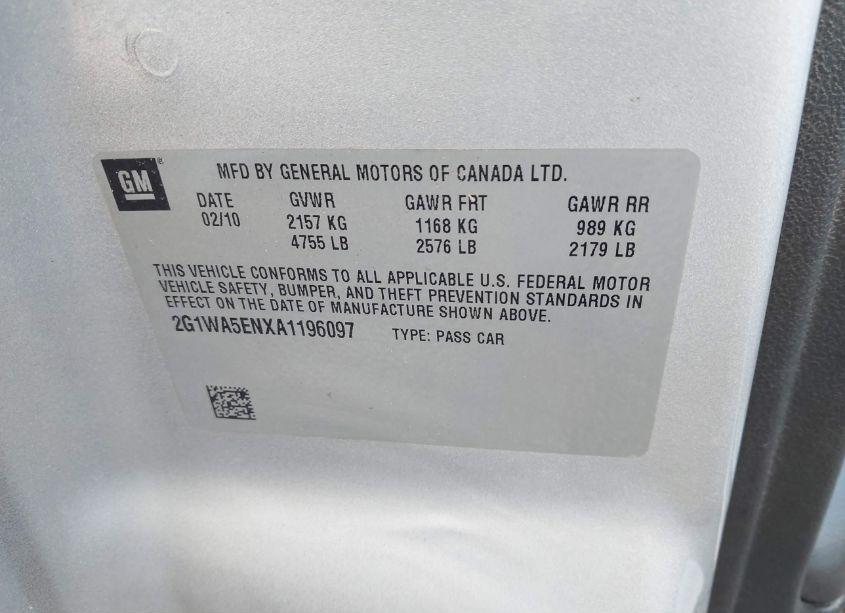 GM
MFD BY GENERAL MOTORS OF CANADA LTD.
DATE GVWR GAWR FRT GAWR RR
02/10 2157 KG 1168 KG 989 KG
4755 LB 2576 LB 2179 LB
THIS VEHICLE CONFORMS TO ALL APPLICABLE U.S. FEDERAL MOTOR
VEHICLE SAFETY, BUMPER, AND THEFT PREVENTION STANDARDS IN
EFFECT ON THE DATE OF MANUFACTURE SHOWN ABOVE.
2G1WA5ENXA1196097 TYPE: PASS CAR